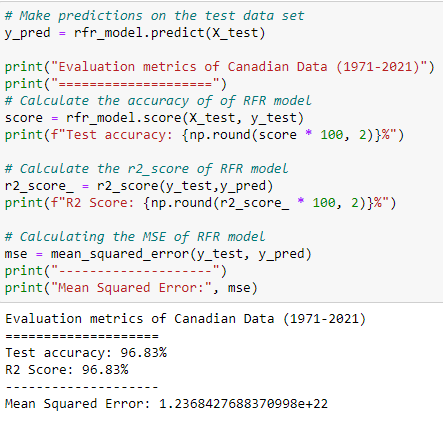 # Make predictions on the test data set
y_pred = rfr_model.predict(X_test)
print("Evaluation metrics of Canadian Data (1971-2021)")
print("====================")
# Calculate the accuracy of of RFR model
score = rfr_model.score(X_test, y_test)
print(f"Test accuracy: {np.round(score * 100, 2)}%")
# Calculate the r2_score of RFR model
r2_score_ = r2_score(y_test,y_pred)
print(f"R2 Score: {np.round(r2_score_ * 100, 2)}%")
# Calculating the MSE of RFR model
mse = mean_squared_error(y_test, y_pred)
print("--------------------")
print("Mean Squared Error:", mse)
Evaluation metrics of Canadian Data (1971-2021)
====================
Test accuracy: 96.83%
R2 Score: 96.83%
--------------------
Mean Squared Error: 1.2368427688370998e+22